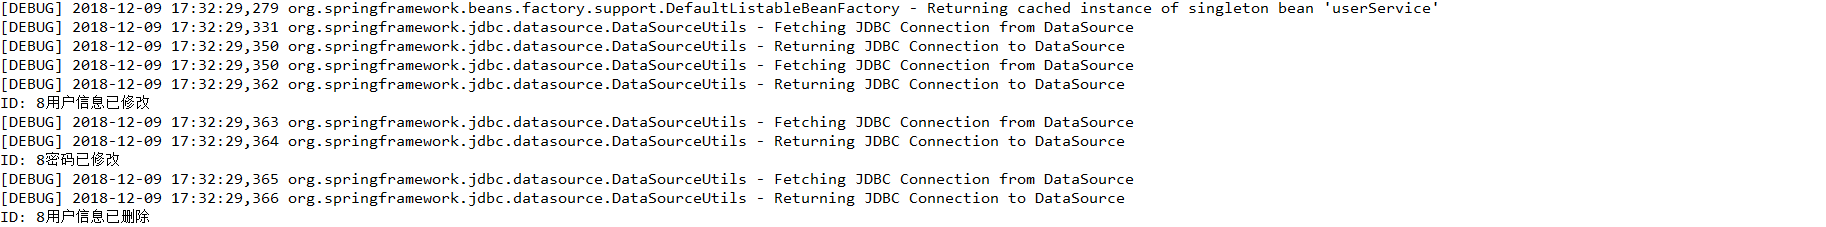 [DEBUG] 2018-12-09 17:32:29,279 org.springframework.beans.factory.support.DefaultListableBeanFactory - Returning cached instance of singleton bean 'userService'
[DEBUG] 2018-12-09 17:32:29,331 org.springframework.jdbc.datasource.DataSourceUtils - Fetching JDBC Connection from DataSource
[DEBUG] 2018-12-09 17:32:29,350 org.springframework.jdbc.datasource.DataSourceUtils - Returning JDBC Connection to DataSource
[DEBUG] 2018-12-09 17:32:29,350 org.springframework.jdbc.datasource.DataSourceUtils - Fetching JDBC Connection from DataSource
[DEBUG] 2018-12-09 17:32:29,362 org.springframework.jdbc.datasource.DataSourceUtils - Returning JDBC Connection to DataSource
ID: 8用户信息已修改
[DEBUG] 2018-12-09 17:32:29,363 org.springframework.jdbc.datasource.DataSourceUtils - Fetching JDBC Connection from DataSource
[DEBUG] 2018-12-09 17:32:29,364 org.springframework.jdbc.datasource.DataSourceUtils - Returning JDBC Connection to DataSource
ID: 8密码已修改
[DEBUG] 2018-12-09 17:32:29,365 org.springframework.jdbc.datasource.DataSourceUtils - Fetching JDBC Connection from DataSource
[DEBUG] 2018-12-09 17:32:29,366 org.springframework.jdbc.datasource.DataSourceUtils - Returning JDBC Connection to DataSource
ID: 8用户信息已删除